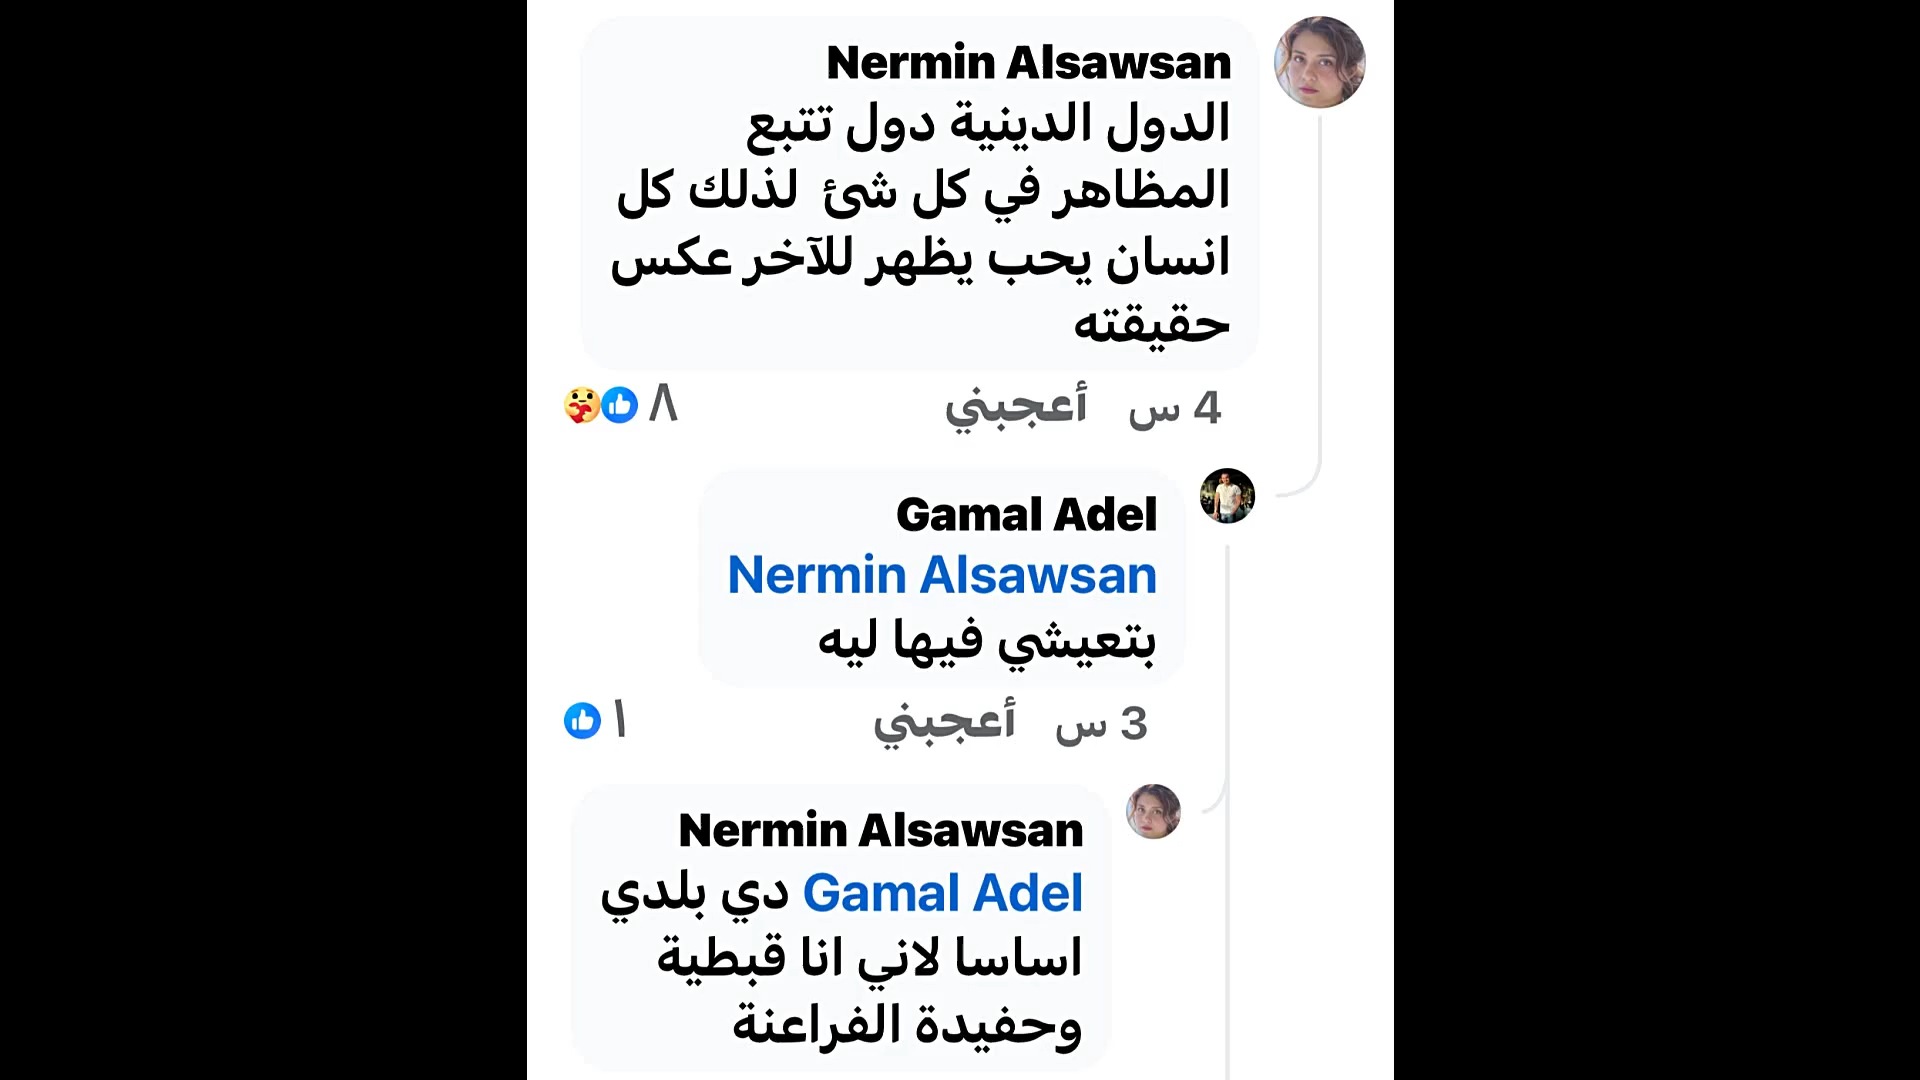 Nermin Alsawsan
الدول الدينية دول تتبع
المظاهر في كل شئ لذلك كل
انسان يحب يظهر للآخر عكس
حقيقته
4 س أعجبني ٨
Gamal Adel
Nermin Alsawsan
بتعيشي فيها ليه
3 س أعجبني ١
Nermin Alsawsan
Gamal Adel دي بلدي
اساسا لاني انا قبطية
وحفيدة الفراعنة